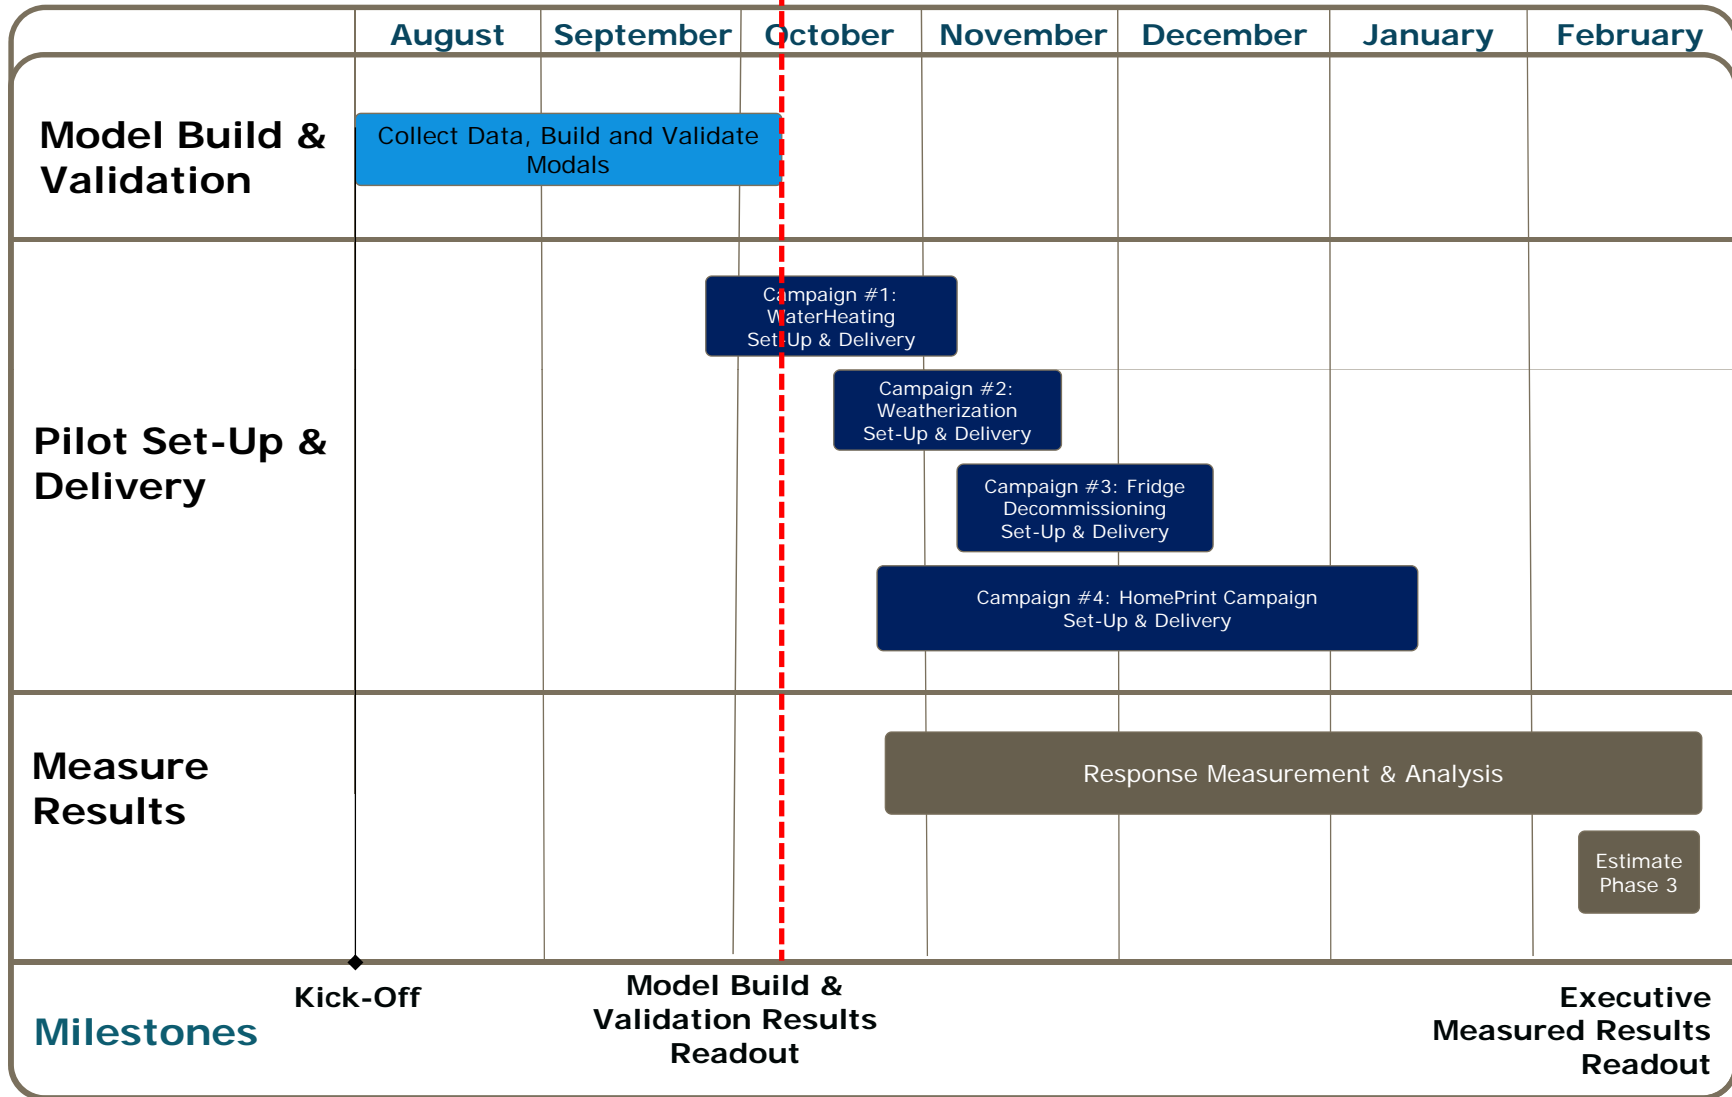 August September October November December January February
Model Build &
Validation
Collect Data, Build and Validate
Modals
Pilot Set-Up &
Delivery
Campaign #1:
WaterHeating
Set-Up & Delivery
Campaign #2:
Weatherization
Set-Up & Delivery
Campaign #3: Fridge
Decommissioning
Set-Up & Delivery
Campaign #4: HomePrint Campaign
Set-Up & Delivery
Measure
Results
Response Measurement & Analysis
Estimate
Phase 3
Milestones
Kick-Off
Model Build &
Validation Results
Readout
Executive
Measured Results
Readout